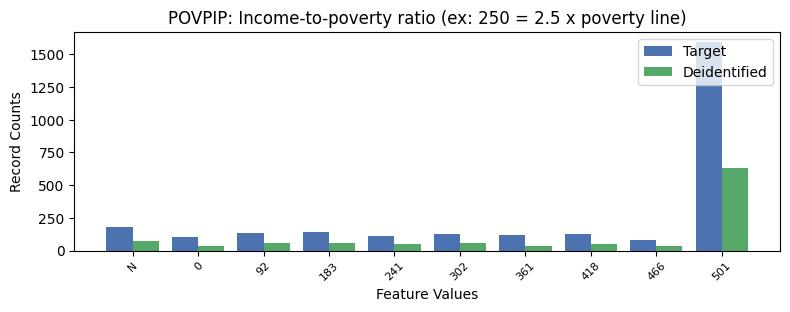 POVPIP: Income-to-poverty ratio (ex: 250 = 2.5 x poverty line)
Target
Deidentified
Record Counts
1500
1250
1000
750
500
250
0
N 0 92 183 241 302 361 418 466 501
Feature Values